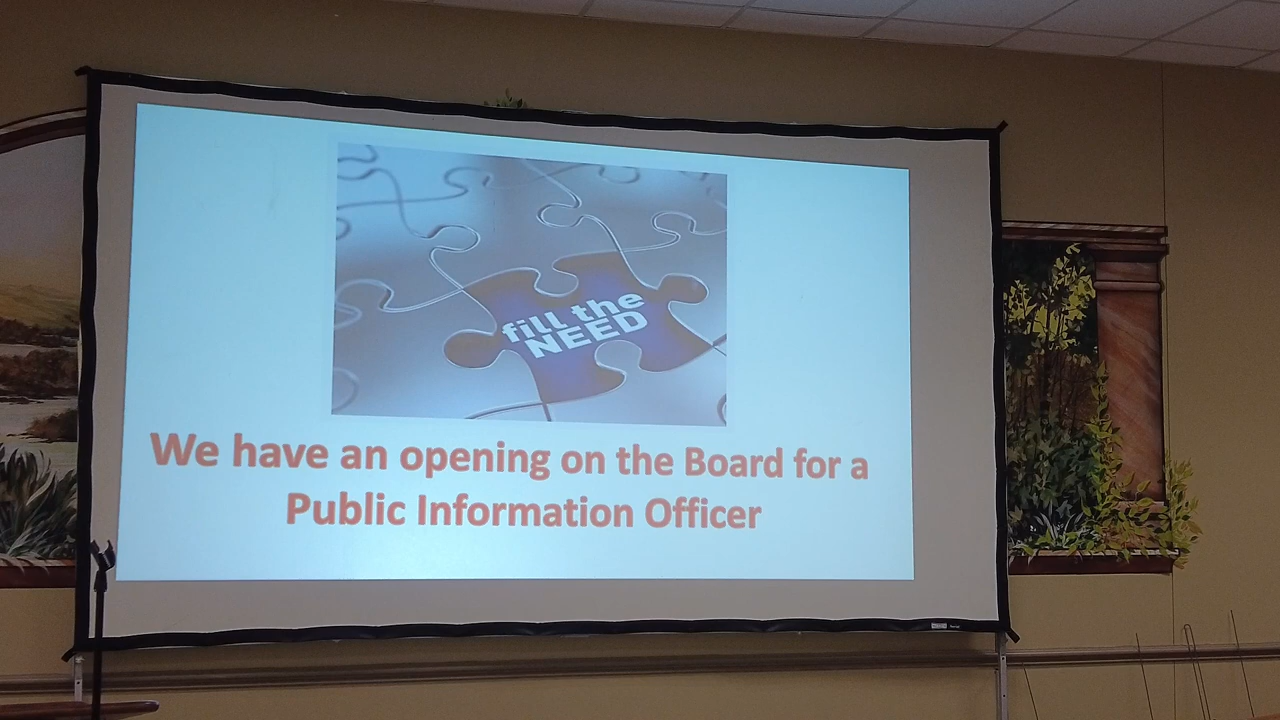 fill the
NEED
We have an opening on the Board for a
Public Information Officer